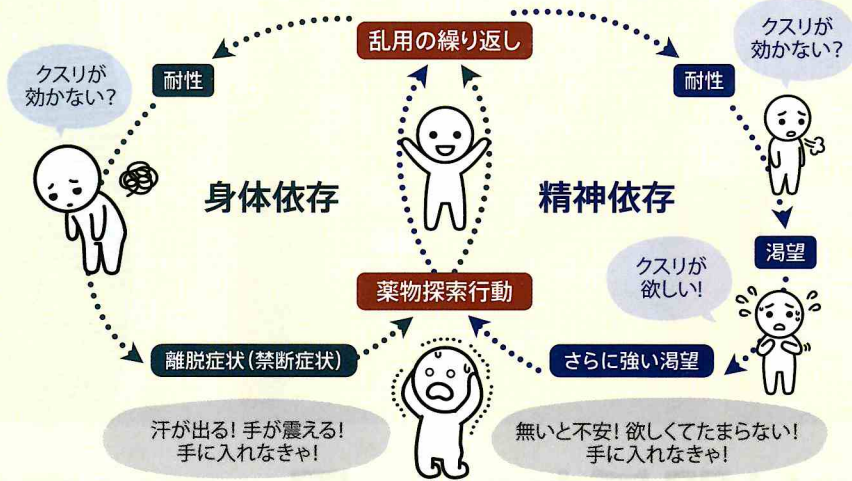 乱用の繰り返し
クスリが
効かない？
耐性
耐性
クスリが
効かない？
身体依存
精神依存
渇望
クスリが
欲しい！
薬物探索行動
離脱症状（禁断症状）
さらに強い渇望
汗が出る！手が震える！
手に入れなきゃ！
無いと不安！欲しくてたまらない！
手に入れなきゃ！